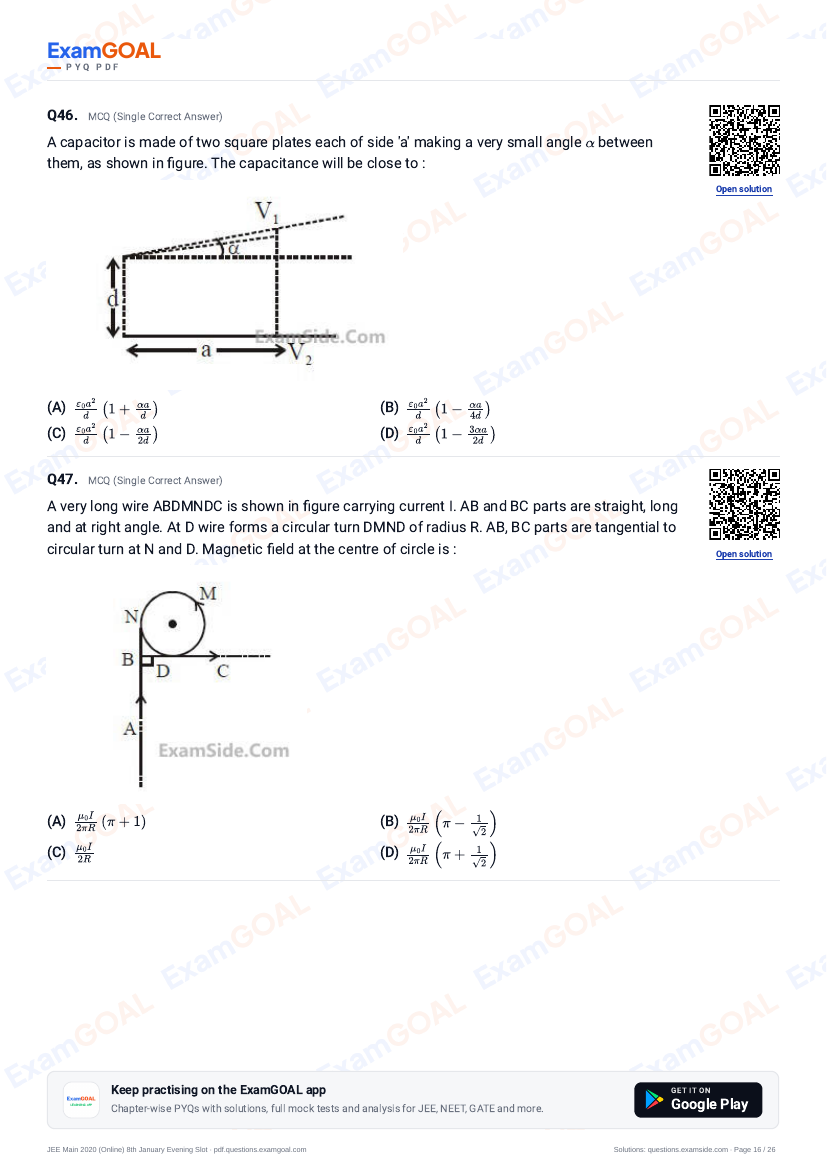 ExamGOAL
PYQ PDF
Q46. MCQ (Single Correct Answer)
A capacitor is made of two square plates each of side 'a' making a very small angle α between
them, as shown in figure. The capacitance will be close to :
Open solution
V₁
α
d
ExamSide.Com
a
V₂
(A) ε₀a²/d (1 + αa/d)
(B) ε₀a²/d (1 − αa/4d)
(C) ε₀a²/d (1 − αa/2d)
(D) ε₀a²/d (1 − 3αa/2d)
Q47. MCQ (Single Correct Answer)
A very long wire ABDMNDC is shown in figure carrying current I. AB and BC parts are straight, long
and at right angle. At D wire forms a circular turn DMND of radius R. AB, BC parts are tangential to
circular turn at N and D. Magnetic field at the centre of circle is :
Open solution
M
N
B
D
C
A
ExamSide.Com
(A) μ₀I/2πR (π + 1)
(B) μ₀I/2πR (π − 1/√2)
(C) μ₀I/2R
(D) μ₀I/2πR (π + 1/√2)
ExamGOAL
Keep practising on the ExamGOAL app
Chapter-wise PYQs with solutions, full mock tests and analysis for JEE, NEET, GATE and more.
GET IT ON
Google Play
JEE Main 2020 (Online) 8th January Evening Slot · pdf.questions.examgoal.com
Solutions: questions.examside.com · Page 16 / 26